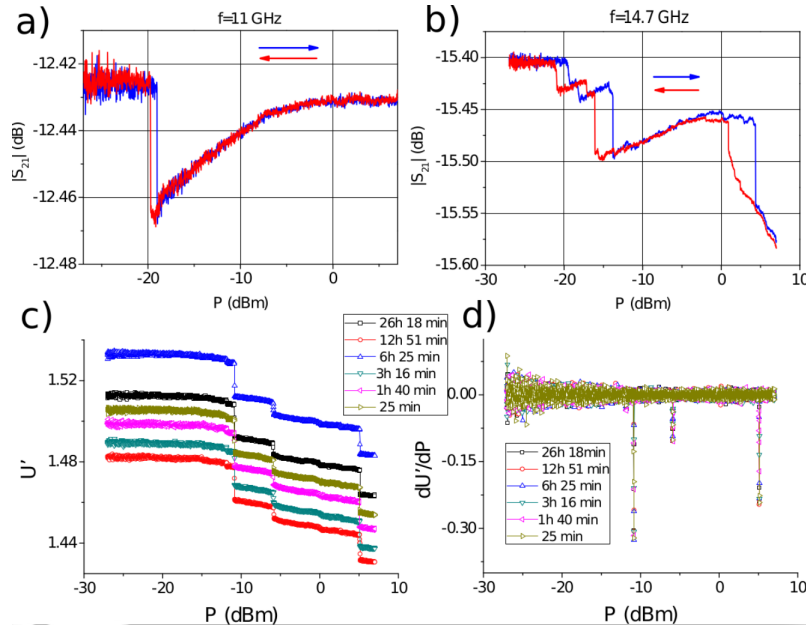 a)
f=11 GHz
-12.42
-12.43
-12.44
-12.46
-12.48
|S21| (dB)
-20
-10
0
P (dBm)
b)
f=14.7 GHz
-15.40
-15.45
-15.50
-15.55
-15.60
|S21| (dB)
-30
-20
-10
0
10
P (dBm)
c)
26h 18 min
12h 51 min
6h 25 min
3h 16 min
1h 40 min
25 min
1.52
1.48
1.44
U'
-30
-20
-10
0
10
P (dBm)
d)
0.00
-0.15
-0.30
dU'/dP
26h 18min
12h 51 min
6h 25 min
3h 16 min
1h 40 min
25 min
-30
-20
-10
0
10
P (dBm)